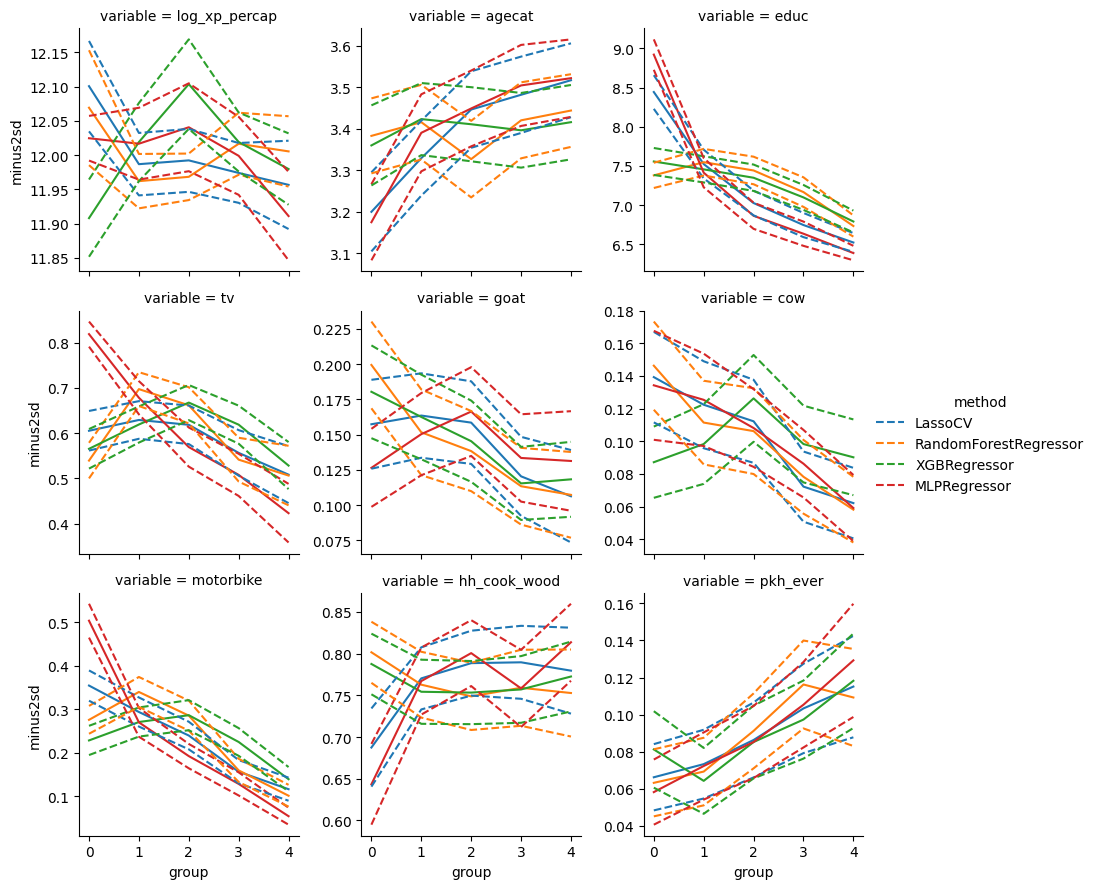 variable = log_xp_percap
variable = agecat
variable = educ
12.15
12.10
12.05
12.00
11.95
11.90
11.85
minus2sd
3.6
3.5
3.4
3.3
3.2
3.1
9.0
8.5
8.0
7.5
7.0
6.5
variable = tv
variable = goat
variable = cow
0.8
0.7
0.6
0.5
0.4
minus2sd
0.225
0.200
0.175
0.150
0.125
0.100
0.075
0.18
0.16
0.14
0.12
0.10
0.08
0.06
0.04
method
LassoCV
RandomForestRegressor
XGBRegressor
MLPRegressor
variable = motorbike
variable = hh_cook_wood
variable = pkh_ever
0.5
0.4
0.3
0.2
0.1
minus2sd
0.85
0.80
0.75
0.70
0.65
0.60
0.16
0.14
0.12
0.10
0.08
0.06
0.04
0 1 2 3 4
0 1 2 3 4
0 1 2 3 4
group
group
group